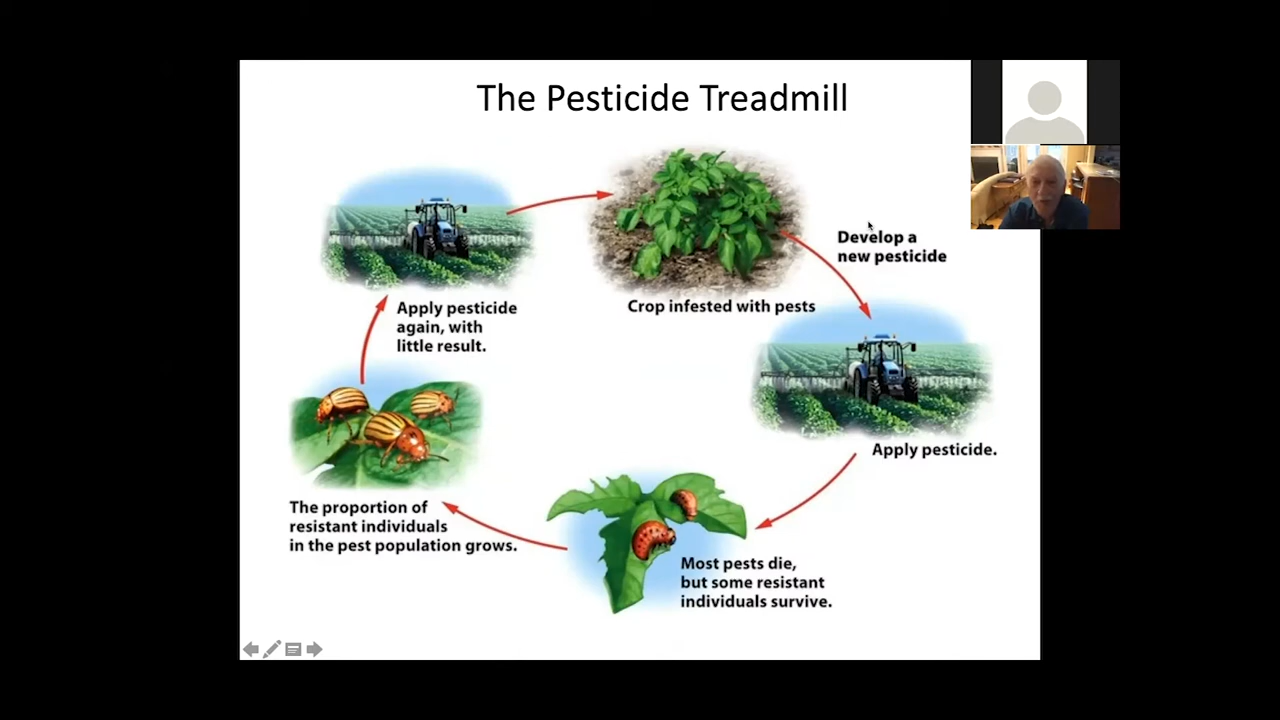 The Pesticide Treadmill
Crop infested with pests
Develop a
new pesticide
Apply pesticide.
Most pests die,
but some resistant
individuals survive.
The proportion of
resistant individuals
in the pest population grows.
Apply pesticide
again, with
little result.